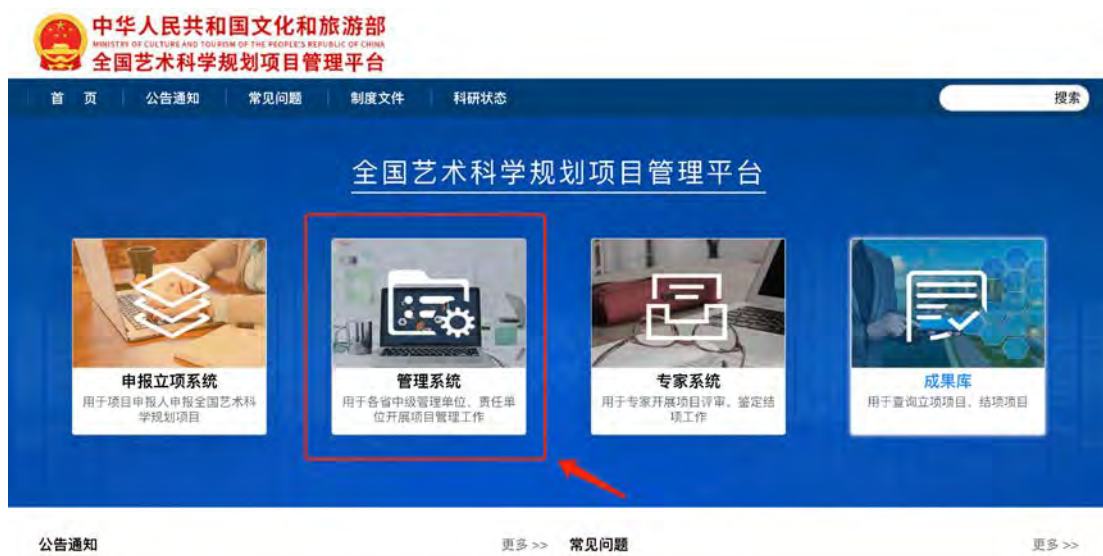 中华人民共和国文化和旅游部
MINISTRY OF CULTURE AND TOURISM OF THE PEOPLE'S REPUBLIC OF CHINA
全国艺术科学规划项目管理平台
首 页 公告通知 常见问题 制度文件 科研状态 搜索
全国艺术科学规划项目管理平台
申报立项系统
用于项目申报人申报全国艺术科
学规划项目
管理系统
用于各省中级管理单位、责任单
位开展项目管理工作
专家系统
用于专家开展项目评审、鉴定结
项工作
成果库
用于查询立项项目、结项项目
公告通知 更多 >> 常见问题 更多 >>